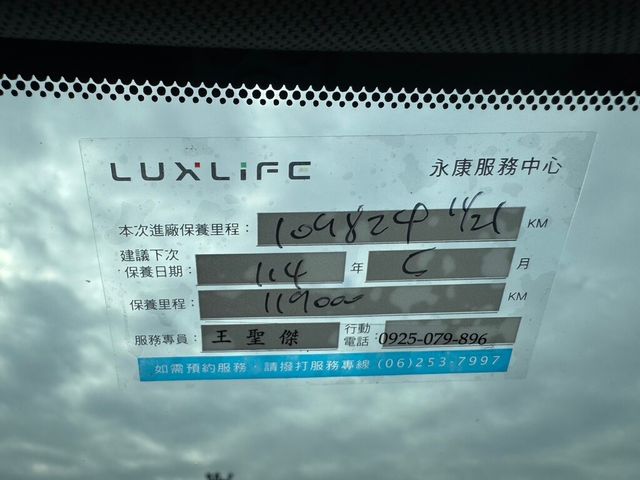 LUXLIFC 永康服務中心
本次進廠保養里程： 109824 11/21 KM
建議下次
保養日期： 114 年 月
保養里程： 119000 KM
服務專員： 王聖傑 行動電話： 0925-079-896
如需預約服務，請撥打服務專線 (06)253-7997